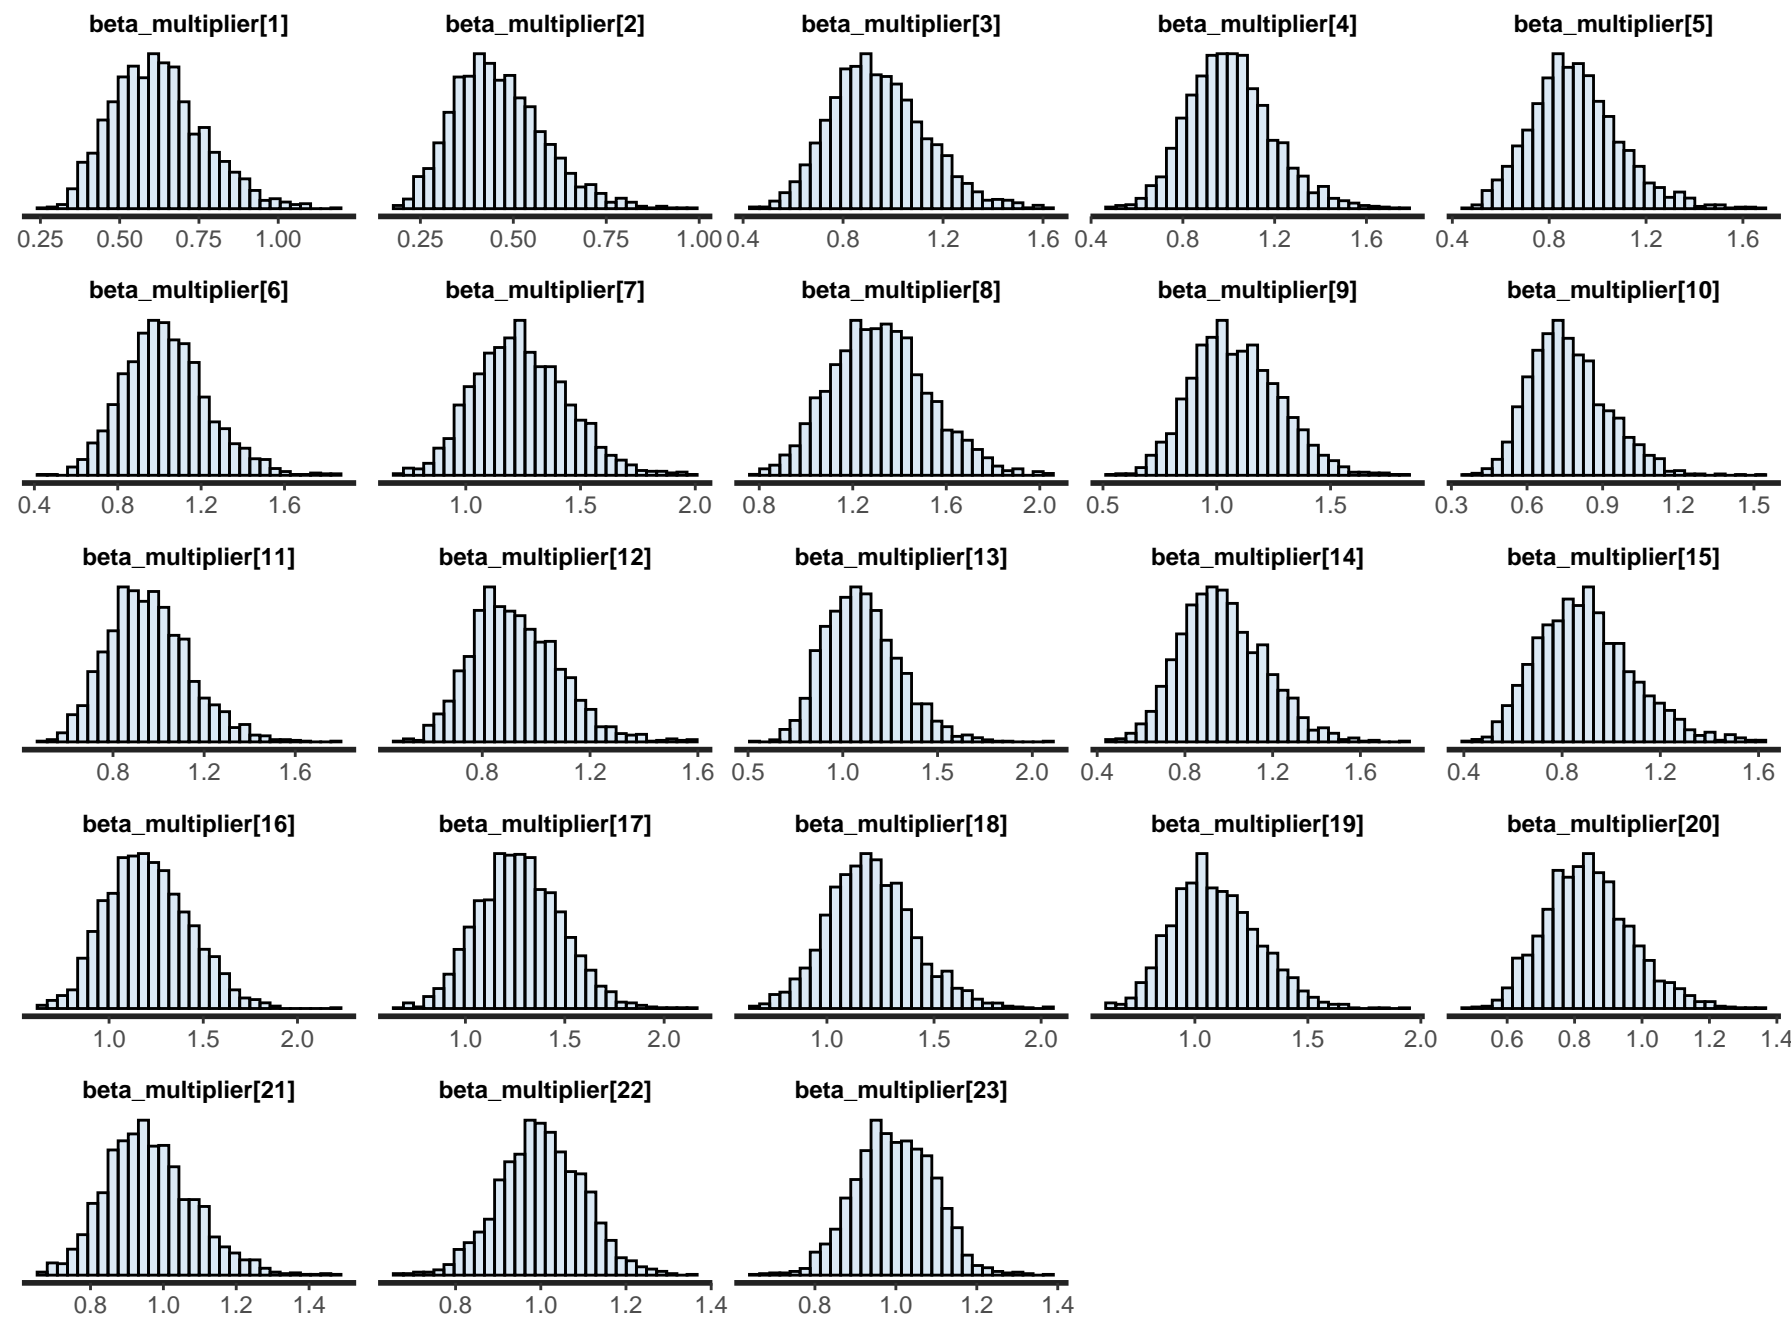 beta_multiplier[1] beta_multiplier[2] beta_multiplier[3] beta_multiplier[4] beta_multiplier[5]
0.25 0.50 0.75 1.00 0.25 0.50 0.75 1.00 0.4 0.8 1.2 1.6 0.4 0.8 1.2 1.6 0.4 0.8 1.2 1.6
beta_multiplier[6] beta_multiplier[7] beta_multiplier[8] beta_multiplier[9] beta_multiplier[10]
0.4 0.8 1.2 1.6 1.0 1.5 2.0 0.8 1.2 1.6 2.0 0.5 1.0 1.5 0.3 0.6 0.9 1.2 1.5
beta_multiplier[11] beta_multiplier[12] beta_multiplier[13] beta_multiplier[14] beta_multiplier[15]
0.8 1.2 1.6 0.8 1.2 1.6 0.5 1.0 1.5 2.0 0.4 0.8 1.2 1.6 0.4 0.8 1.2 1.6
beta_multiplier[16] beta_multiplier[17] beta_multiplier[18] beta_multiplier[19] beta_multiplier[20]
1.0 1.5 2.0 1.0 1.5 2.0 1.0 1.5 2.0 1.0 1.5 2.0 0.6 0.8 1.0 1.2 1.4
beta_multiplier[21] beta_multiplier[22] beta_multiplier[23]
0.8 1.0 1.2 1.4 0.8 1.0 1.2 1.4 0.8 1.0 1.2 1.4